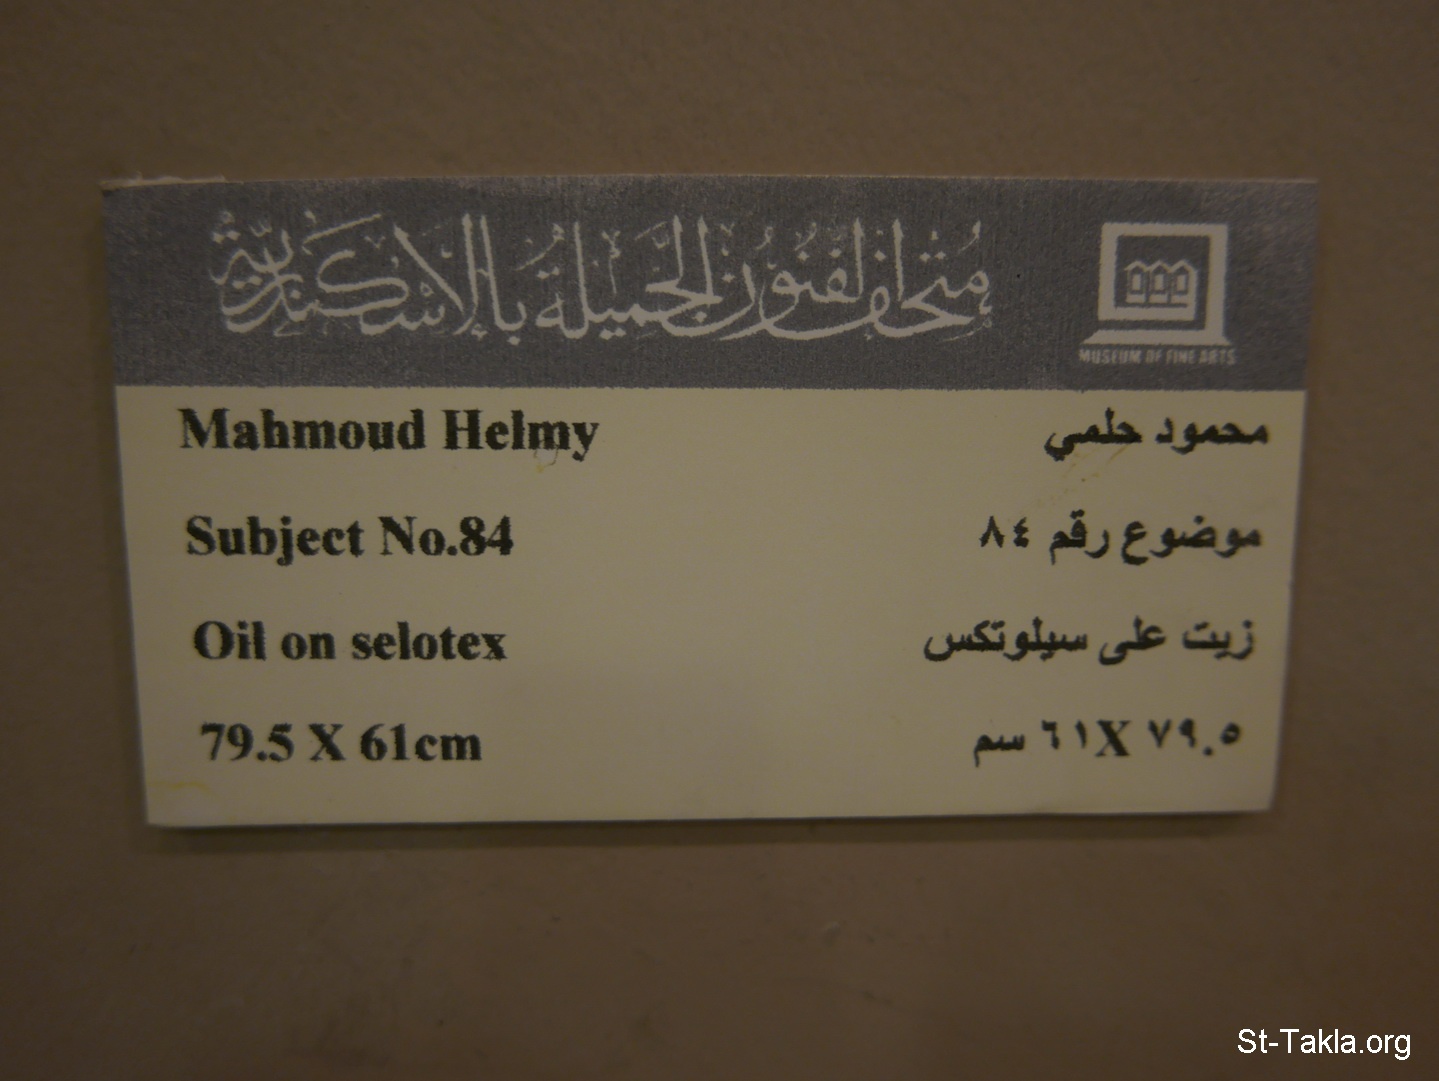 متحف الفنون الجميلة بالإسكندرية
MUSEUM OF FINE ARTS
Mahmoud Helmy محمود حلمي
Subject No.84 موضوع رقم ٨٤
Oil on selotex زيت على سيلوتكس
79.5 X 61cm ٧٩.٥ X ٦١ سم
St-Takla.org